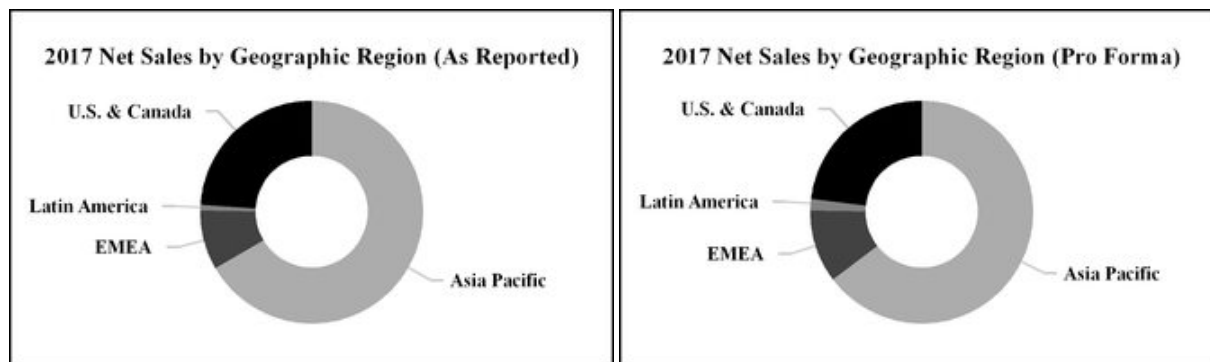 2017 Net Sales by Geographic Region (As Reported)
U.S. & Canada
Latin America
EMEA
Asia Pacific
2017 Net Sales by Geographic Region (Pro Forma)
U.S. & Canada
Latin America
EMEA
Asia Pacific